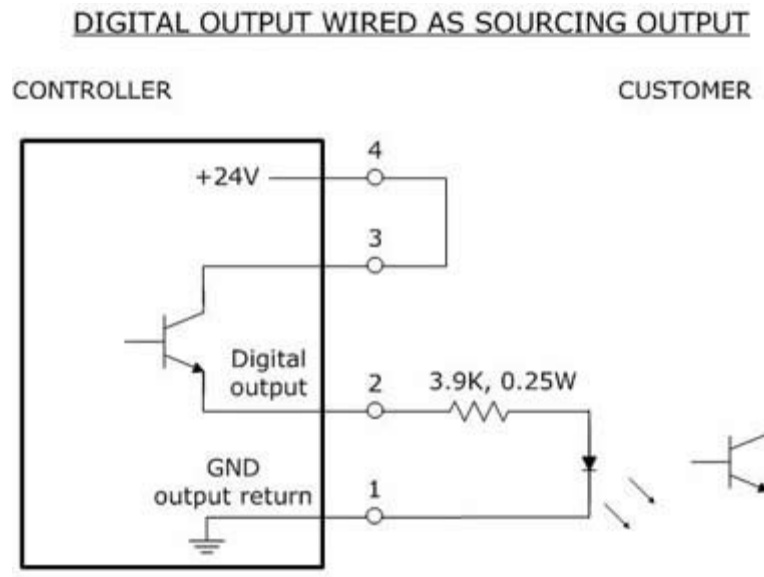 DIGITAL OUTPUT WIRED AS SOURCING OUTPUT
CONTROLLER
CUSTOMER
4
+24V
3
Digital
output
2
3.9K, 0.25W
GND
output return
1